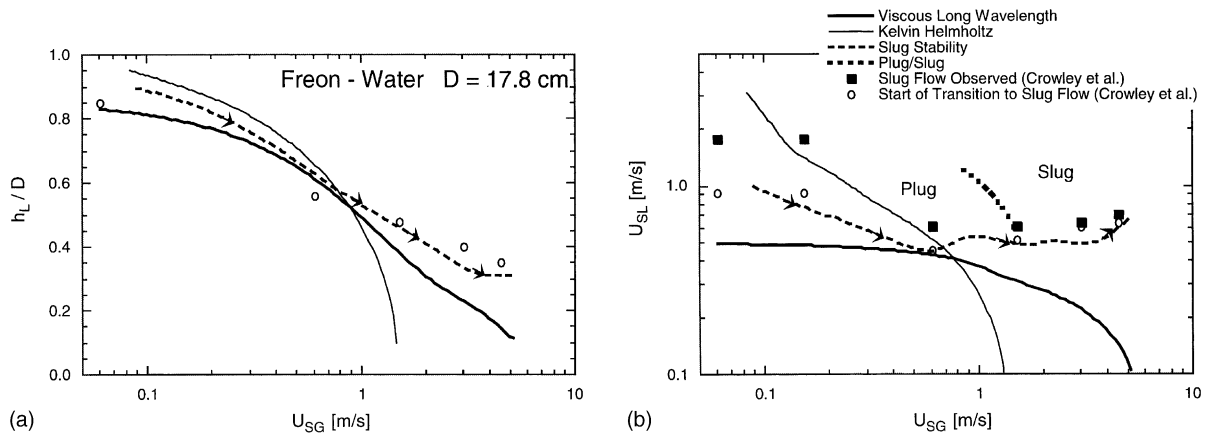 Viscous Long Wavelength
Kelvin Helmholtz
Slug Stability
Plug/Slug
Slug Flow Observed (Crowley et al.)
Start of Transition to Slug Flow (Crowley et al.)
Freon - Water D = 17.8 cm
1.0
0.8
0.6
0.4
0.2
0.0
h_L / D
0.1
1
10
U_SG [m/s]
(a)
Plug
Slug
1.0
0.1
U_SL [m/s]
0.1
1
10
U_SG [m/s]
(b)